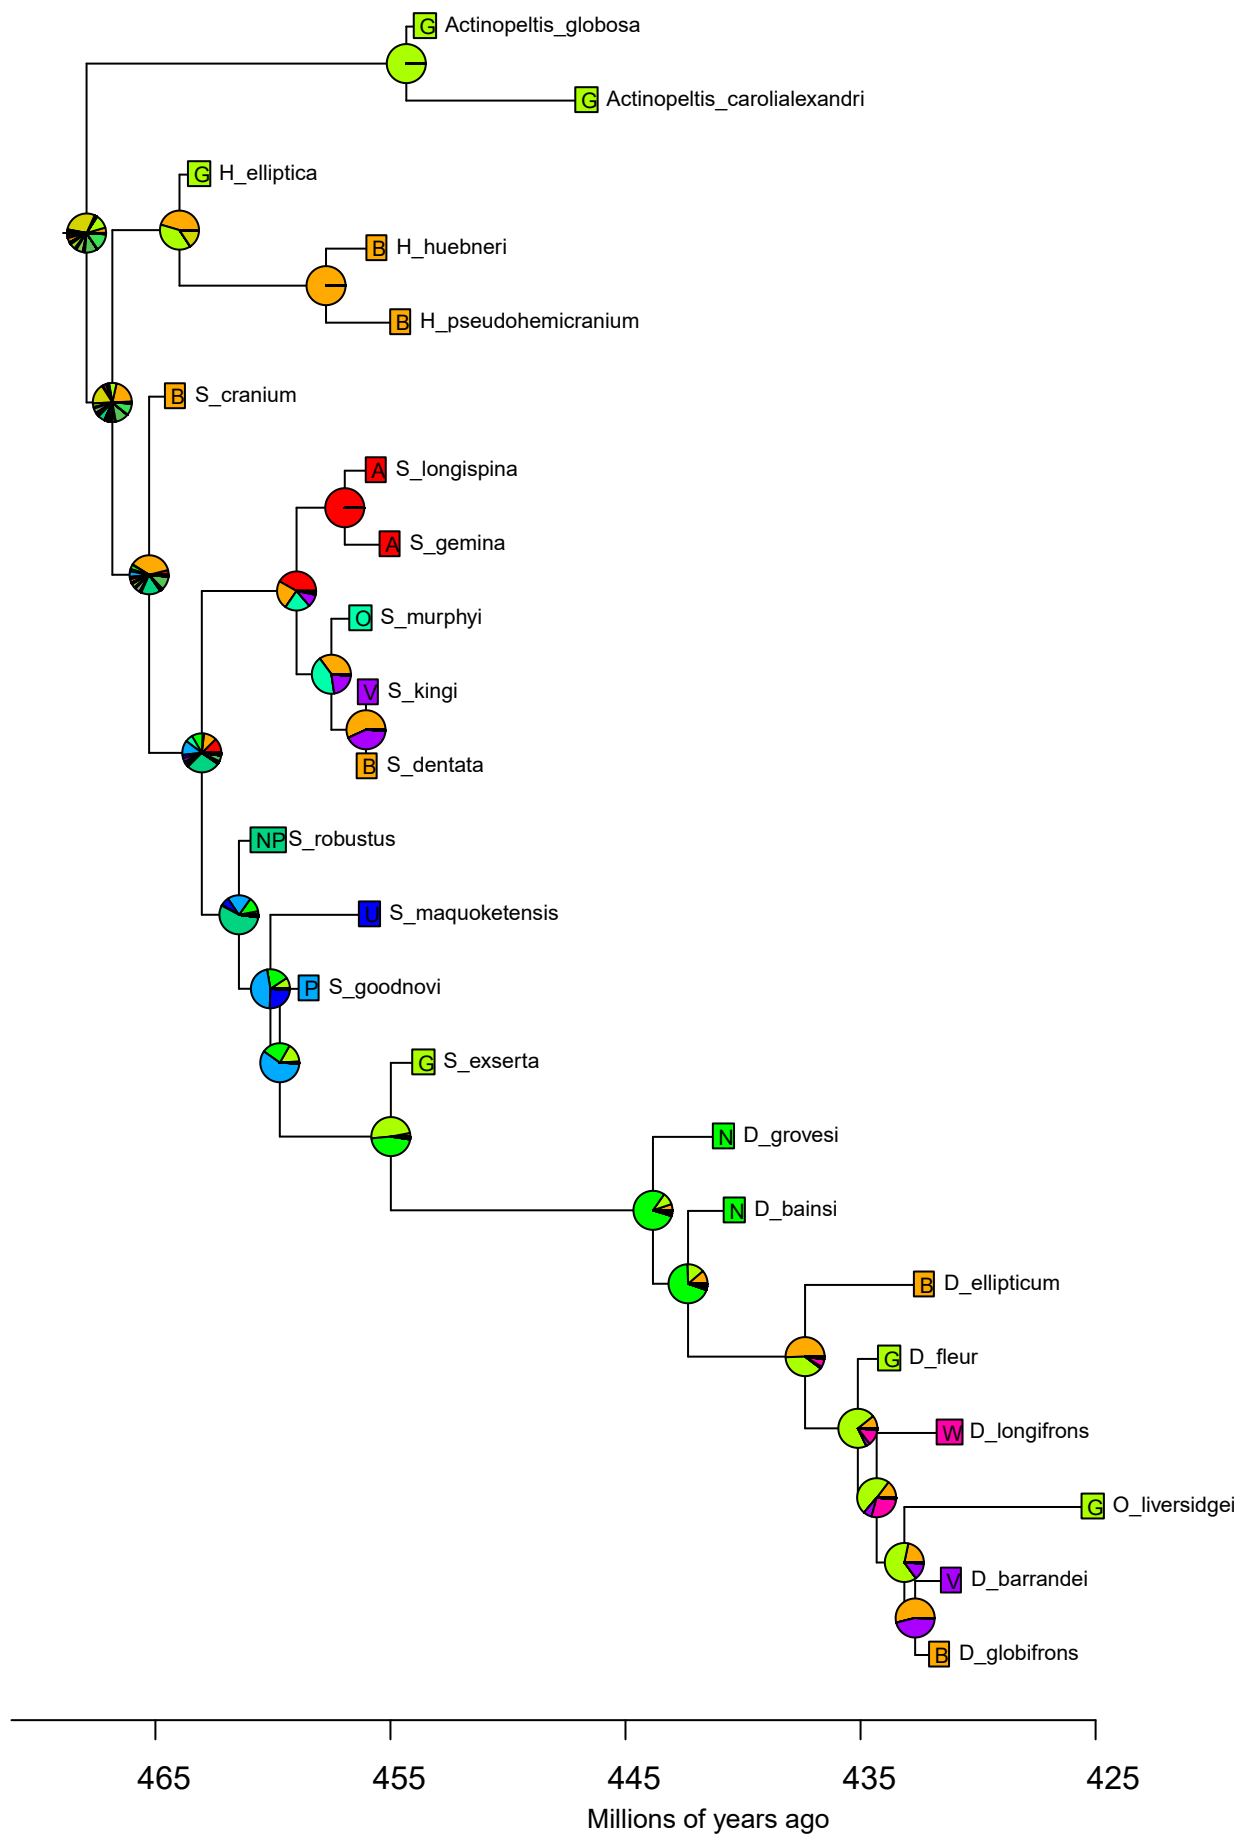 G Actinopeltis_globosa
G Actinopeltis_carolialexandri
G H_elliptica
B H_huebneri
B H_pseudohemicranium
B S_cranium
A S_longispina
A S_gemina
O S_murphyi
V S_kingi
B S_dentata
NP S_robustus
U S_maquoketensis
P S_goodnovi
G S_exserta
N D_grovesi
N D_bainsi
B D_ellipticum
G D_fleur
W D_longifrons
G O_liversidgei
V D_barrandei
B D_globifrons
465 455 445 435 425
Millions of years ago